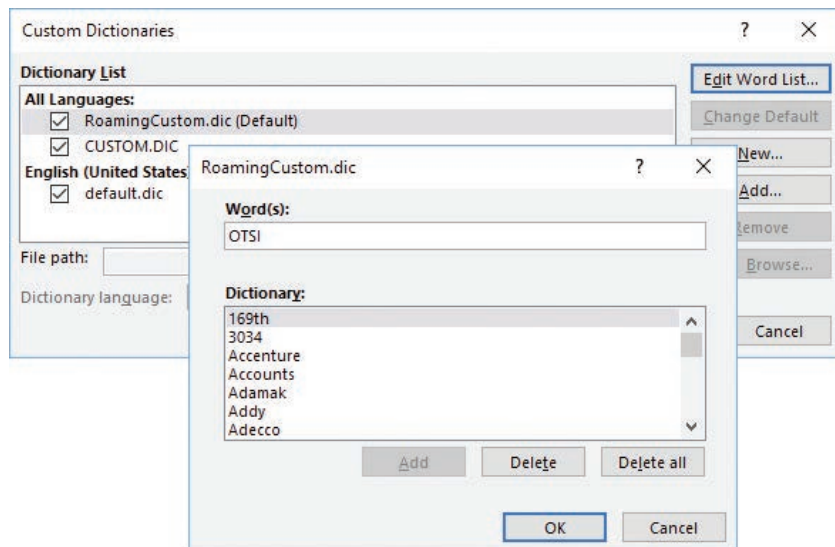 Custom Dictionaries
?
Dictionary List
All Languages:
RoamingCustom.dic (Default)
CUSTOM.DIC
English (United States)
default.dic
File path:
Dictionary language:
Edit Word List...
Change Default
New...
Add...
Remove
Browse...
Cancel
RoamingCustom.dic
?
Word(s):
OTSI
Dictionary:
169th
3034
Accenture
Accounts
Adamak
Addy
Adecco
Add
Delete
Delete all
OK
Cancel